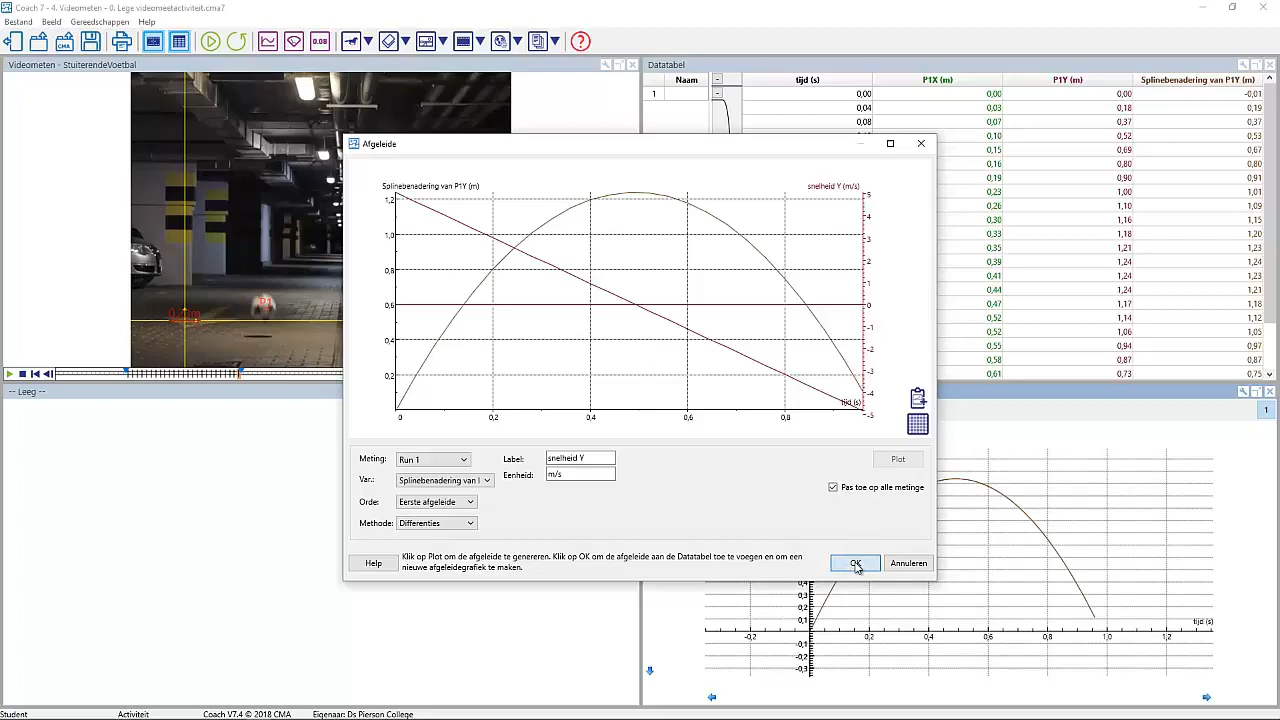 Coach 7 - 4. Videometen - 0. Lege videomeetactiviteit.cma7
Bestand Beeld Gereedschappen Help
CMA 0.08 ?
Videometen - StuiterendeVoetbal
P1
Datatabel
Naam tijd (s) P1X (m) P1Y (m) Splinebenadering van P1Y (m)
1 0,00 0,00 0,00 -0,01
0,04 0,03 0,18 0,19
0,08 0,07 0,37 0,37
0,10 0,52 0,53
0,15 0,69 0,67
0,16 0,80 0,80
0,19 0,90 0,91
0,23 1,00 1,01
0,26 1,10 1,09
0,30 1,16 1,15
0,33 1,18 1,20
0,35 1,21 1,23
0,39 1,24 1,24
0,41 1,24 1,23
0,44 1,24 1,21
0,47 1,17 1,18
0,52 1,14 1,12
0,52 1,06 1,05
0,55 0,94 0,97
0,58 0,87 0,87
0,61 0,73 0,75
Afgeleide
Splinebenadering van P1Y (m) snelheid Y (m/s)
1,2
1,0
0,8
0,6
0,4
0,2
0 0,2 0,4 0,6 0,8
tijd (s)
5
4
3
2
1
0
-1
-2
-3
-4
-5
Meting: Run 1 Label: snelheid Y Plot
Var.: Splinebenadering van Eenheid: m/s
Pas toe op alle metinge
Orde: Eerste afgeleide
Methode: Differenties
Help Klik op Plot om de afgeleide te genereren. Klik op OK om de afgeleide aan de Datatabel toe te voegen en om een
nieuwe afgeleidegrafiek te maken.
OK Annuleren
-- Leeg --
1
0,4
0,3
0,2
0,1
-0,1
-0,2
-0,3
-0,2 0,2 0,4 0,6 0,8 1,0 1,2
tijd (s)
Student Activiteit Coach V7.4 © 2018 CMA Eigenaar: Ds Pierson College